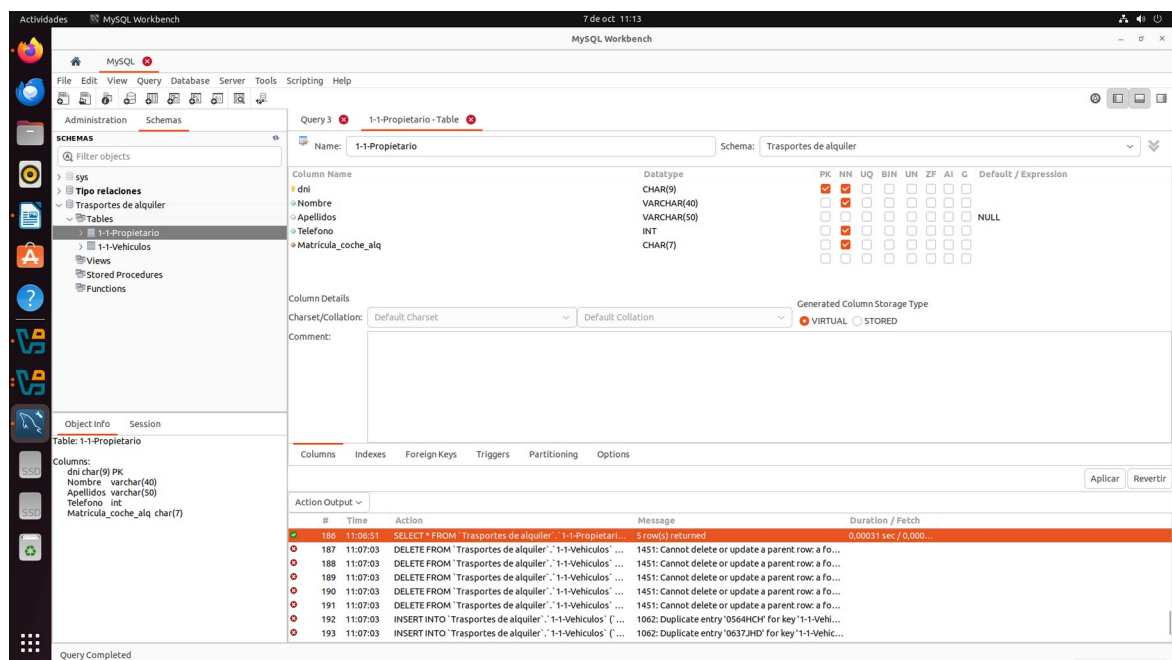 Actividades MySQL Workbench 7 de oct 11:13
MySQL Workbench
MySQL
File Edit View Query Database Server Tools Scripting Help
Administration Schemas
SCHEMAS
Filter objects
sys
Tipo relaciones
Trasportes de alquiler
Tables
1-1-Propietario
1-1-Vehiculos
Views
Stored Procedures
Functions
Object Info Session
Table: 1-1-Propietario
Columns:
dni char(9) PK
Nombre varchar(40)
Apellidos varchar(50)
Telefono int
Matrícula_coche_alq char(7)
Query 3 1-1-Propietario - Table
Name: 1-1-Propietario Schema: Trasportes de alquiler
Column Name Datatype PK NN UQ BIN UN ZF AI G Default / Expression
dni CHAR(9)
Nombre VARCHAR(40)
Apellidos VARCHAR(50) NULL
Telefono INT
Matrícula_coche_alq CHAR(7)
Column Details
Generated Column Storage Type
Charset/Collation: Default Charset Default Collation VIRTUAL STORED
Comment:
Columns Indexes Foreign Keys Triggers Partitioning Options
Aplicar Revertir
Action Output
# Time Action Message Duration / Fetch
186 11:06:51 SELECT * FROM `Trasportes de alquiler`.`1-1-Propietari... 5 row(s) returned 0,00031 sec / 0,000...
187 11:07:03 DELETE FROM `Trasportes de alquiler`.`1-1-Vehiculos` ... 1451: Cannot delete or update a parent row: a fo...
188 11:07:03 DELETE FROM `Trasportes de alquiler`.`1-1-Vehiculos` ... 1451: Cannot delete or update a parent row: a fo...
189 11:07:03 DELETE FROM `Trasportes de alquiler`.`1-1-Vehiculos` ... 1451: Cannot delete or update a parent row: a fo...
190 11:07:03 DELETE FROM `Trasportes de alquiler`.`1-1-Vehiculos` ... 1451: Cannot delete or update a parent row: a fo...
191 11:07:03 DELETE FROM `Trasportes de alquiler`.`1-1-Vehiculos` ... 1451: Cannot delete or update a parent row: a fo...
192 11:07:03 INSERT INTO `Trasportes de alquiler`.`1-1-Vehiculos` (`... 1062: Duplicate entry '0564HCH' for key '1-1-Vehi...
193 11:07:03 INSERT INTO `Trasportes de alquiler`.`1-1-Vehiculos` (`... 1062: Duplicate entry '0637JHD' for key '1-1-Vehic...
SSD
SSD
Query Completed